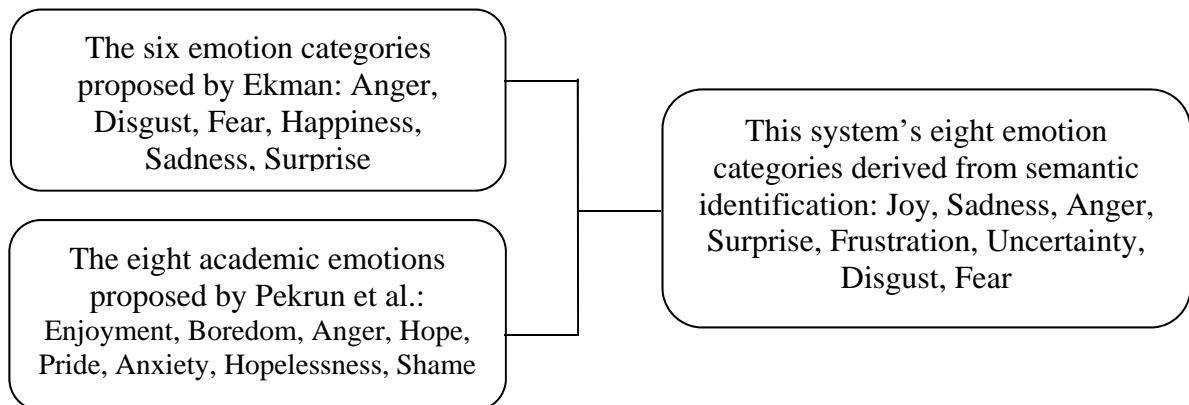 The six emotion categories
proposed by Ekman: Anger,
Disgust, Fear, Happiness,
Sadness, Surprise
The eight academic emotions
proposed by Pekrun et al.:
Enjoyment, Boredom, Anger, Hope,
Pride, Anxiety, Hopelessness, Shame
This system’s eight emotion
categories derived from semantic
identification: Joy, Sadness, Anger,
Surprise, Frustration, Uncertainty,
Disgust, Fear